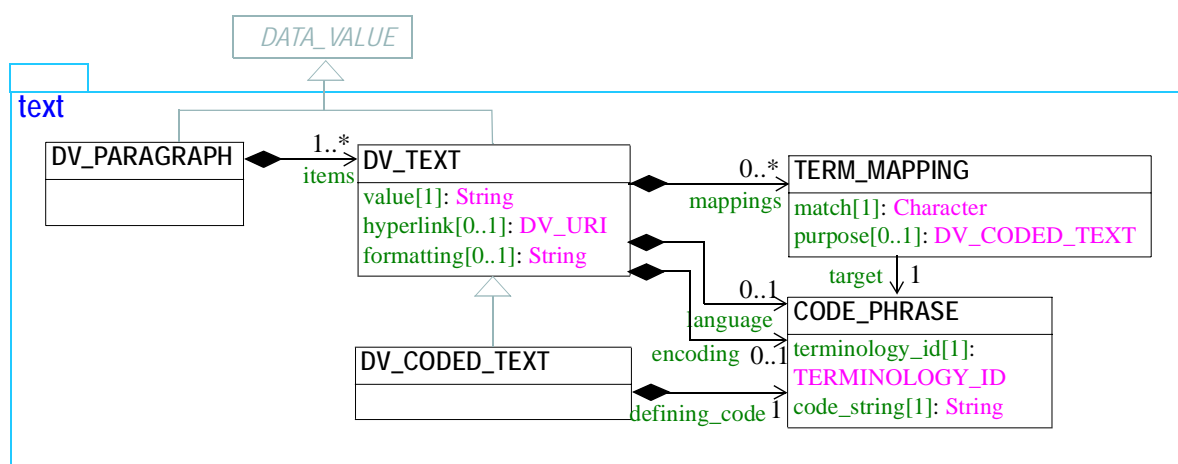 DATA_VALUE
text
DV_PARAGRAPH
1..*
items
DV_TEXT
value[1]: String
hyperlink[0..1]: DV_URI
formatting[0..1]: String
0..*
mappings
TERM_MAPPING
match[1]: Character
purpose[0..1]: DV_CODED_TEXT
target 1
0..1
language
encoding 0..1
CODE_PHRASE
terminology_id[1]:
TERMINOLOGY_ID
code_string[1]: String
DV_CODED_TEXT
defining_code 1